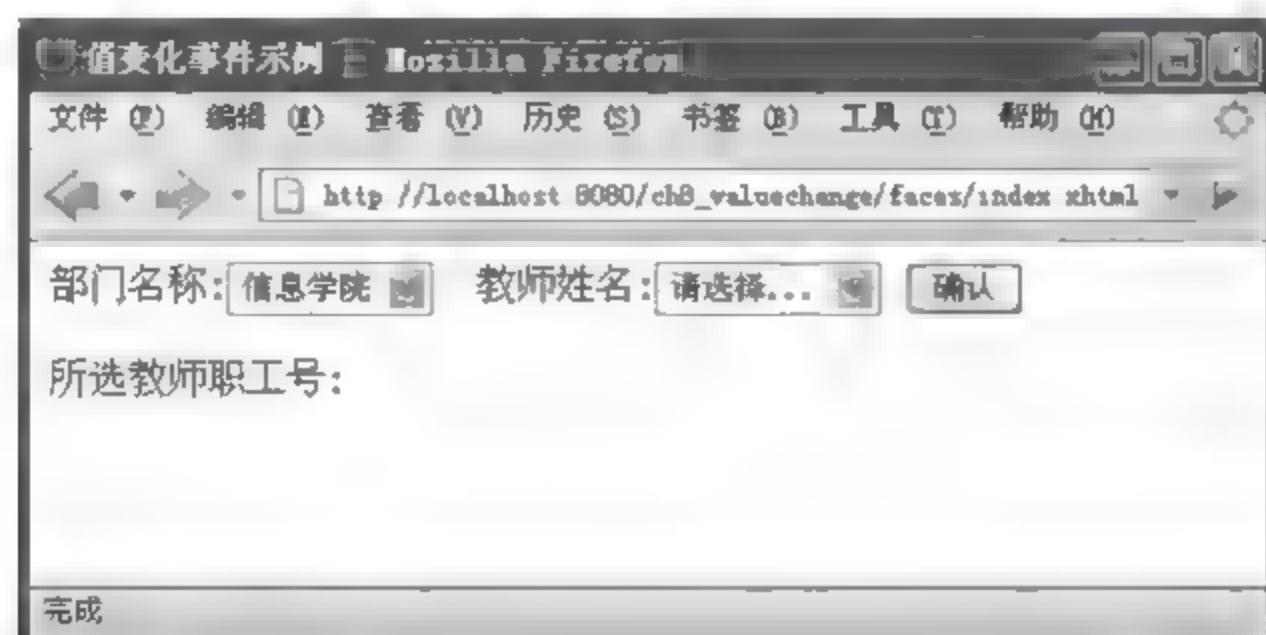 值变化事件示例 - Mozilla Firefox
文件 (F) 编辑 (E) 查看 (V) 历史 (S) 书签 (B) 工具 (T) 帮助 (H)
http //localhost 8080/ch8_valuechange/faces/index xhtml
部门名称: 信息学院 教师姓名: 请选择... 确认
所选教师职工号:
完成